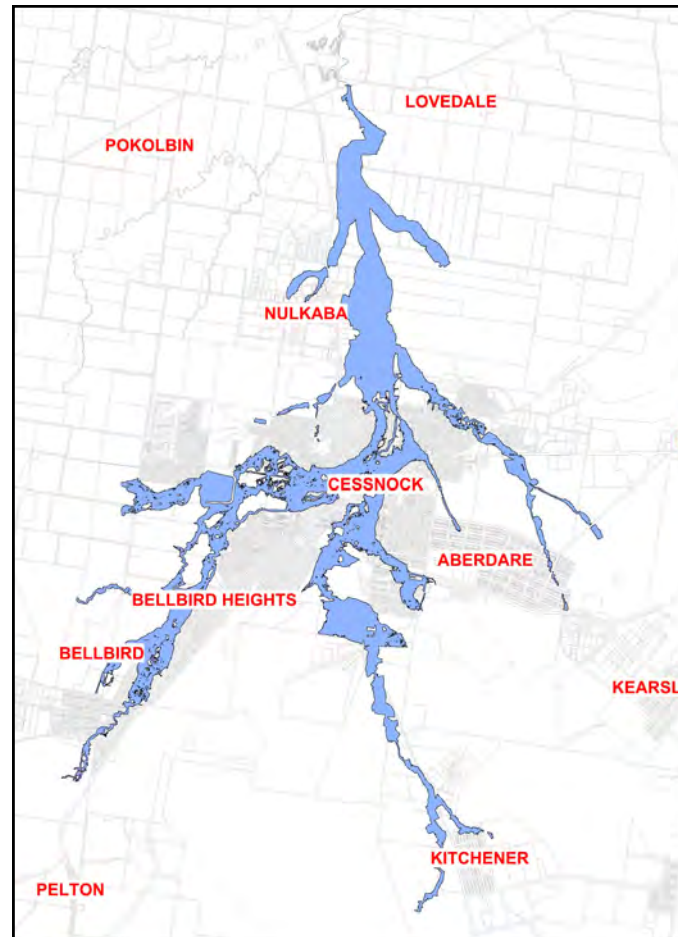 LOVEDALE
POKOLBIN
NULKABA
CESSNOCK
ABERDARE
BELLBIRD HEIGHTS
BELLBIRD
KEARSL
KITCHENER
PELTON